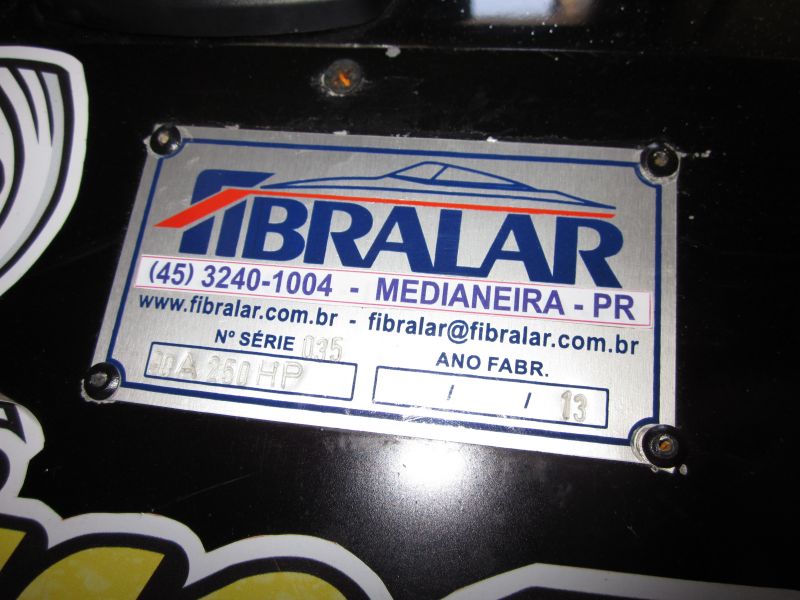 FIBRALAR
(45) 3240-1004 - MEDIANEIRA - PR
www.fibralar.com.br - fibralar@fibralar.com.br
Nº SÉRIE 035
A 250 HP
ANO FABR.
/ / 13